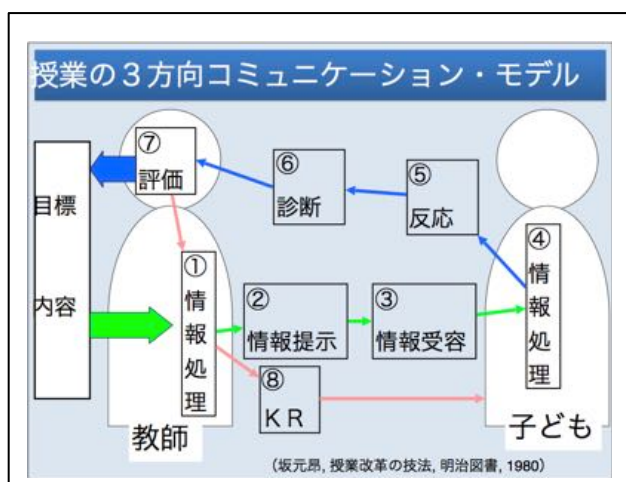 授業の３方向コミュニケーション・モデル
目標
内容
⑦
評価
⑥
診断
⑤
反応
④
情報処理
①
情報処理
②
情報提示
③
情報受容
⑧
ＫＲ
教師
子ども
（坂元昂, 授業改革の技法, 明治図書, 1980）